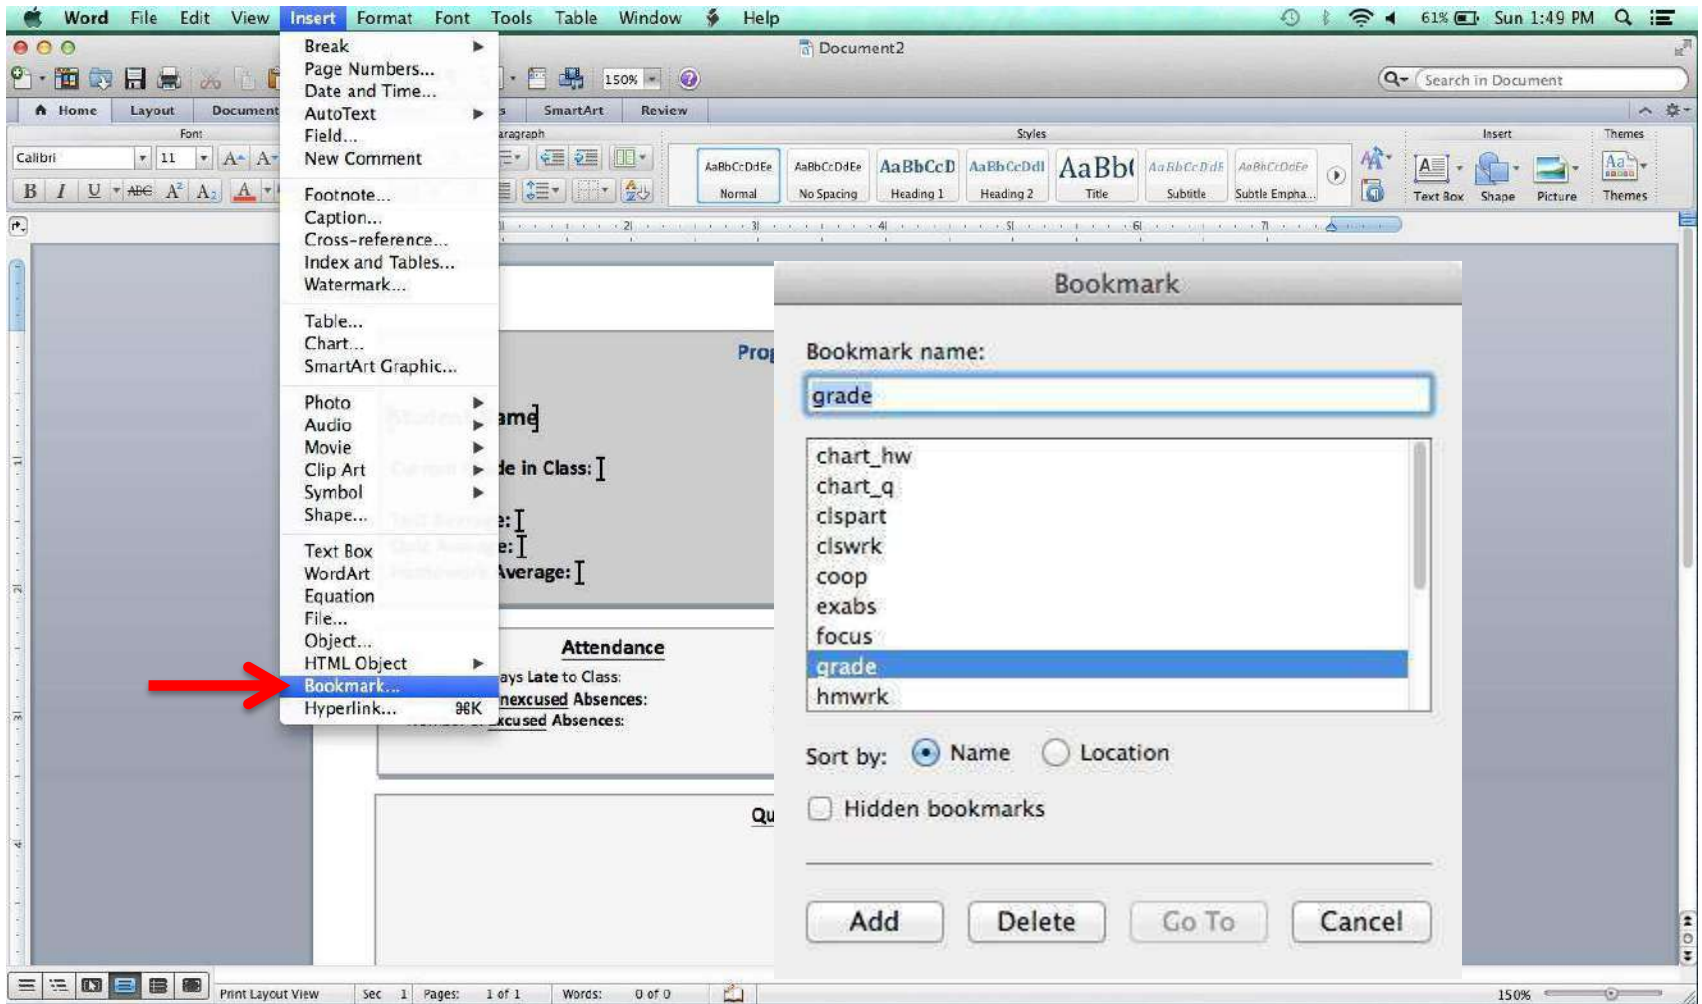 Word File Edit View Insert Format Font Tools Table Window Help 61% Sun 1:49 PM
Document2
150% Search in Document
Home Layout Document SmartArt Review
Font Styles Insert Themes
Calibri 11
AaBbCcDdEe AaBbCcDdEe AaBbCcD AaBbCcDdI AaBb( AaBbCcDdE AaBbCcDdEe
B I U ABC A² A₂ A
Normal No Spacing Heading 1 Heading 2 Title Subtitle Subtle Empha... Text Box Shape Picture Themes
Break
Page Numbers...
Date and Time...
AutoText
Field...
New Comment
Footnote...
Caption...
Cross-reference...
Index and Tables...
Watermark...
Table...
Chart...
SmartArt Graphic...
Photo
Audio
Movie
Clip Art
Symbol
Shape...
Text Box
WordArt
Equation
File...
Object...
HTML Object
Bookmark...
Hyperlink... ⌘K
ame
de in Class:
e:
e:
Average:
Attendance
ays Late to Class:
nexcused Absences:
xcused Absences:
Bookmark
Bookmark name:
grade
chart_hw
chart_q
clspart
clswrk
coop
exabs
focus
grade
hmwrk
Sort by: Name Location
Hidden bookmarks
Add Delete Go To Cancel
Print Layout View Sec 1 Pages: 1 of 1 Words: 0 of 0 150%